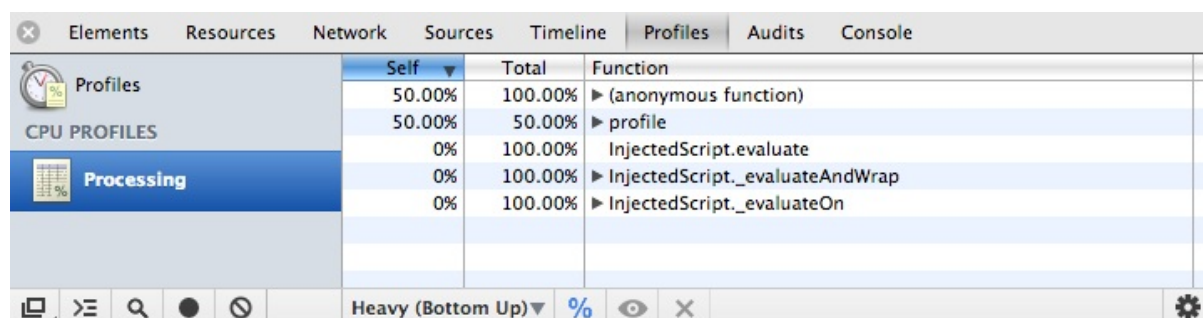 Elements Resources Network Sources Timeline Profiles Audits Console
Profiles
CPU PROFILES
Processing
Self Total Function
50.00% 100.00% (anonymous function)
50.00% 50.00% profile
0% 100.00% InjectedScript.evaluate
0% 100.00% InjectedScript._evaluateAndWrap
0% 100.00% InjectedScript._evaluateOn
Heavy (Bottom Up) %